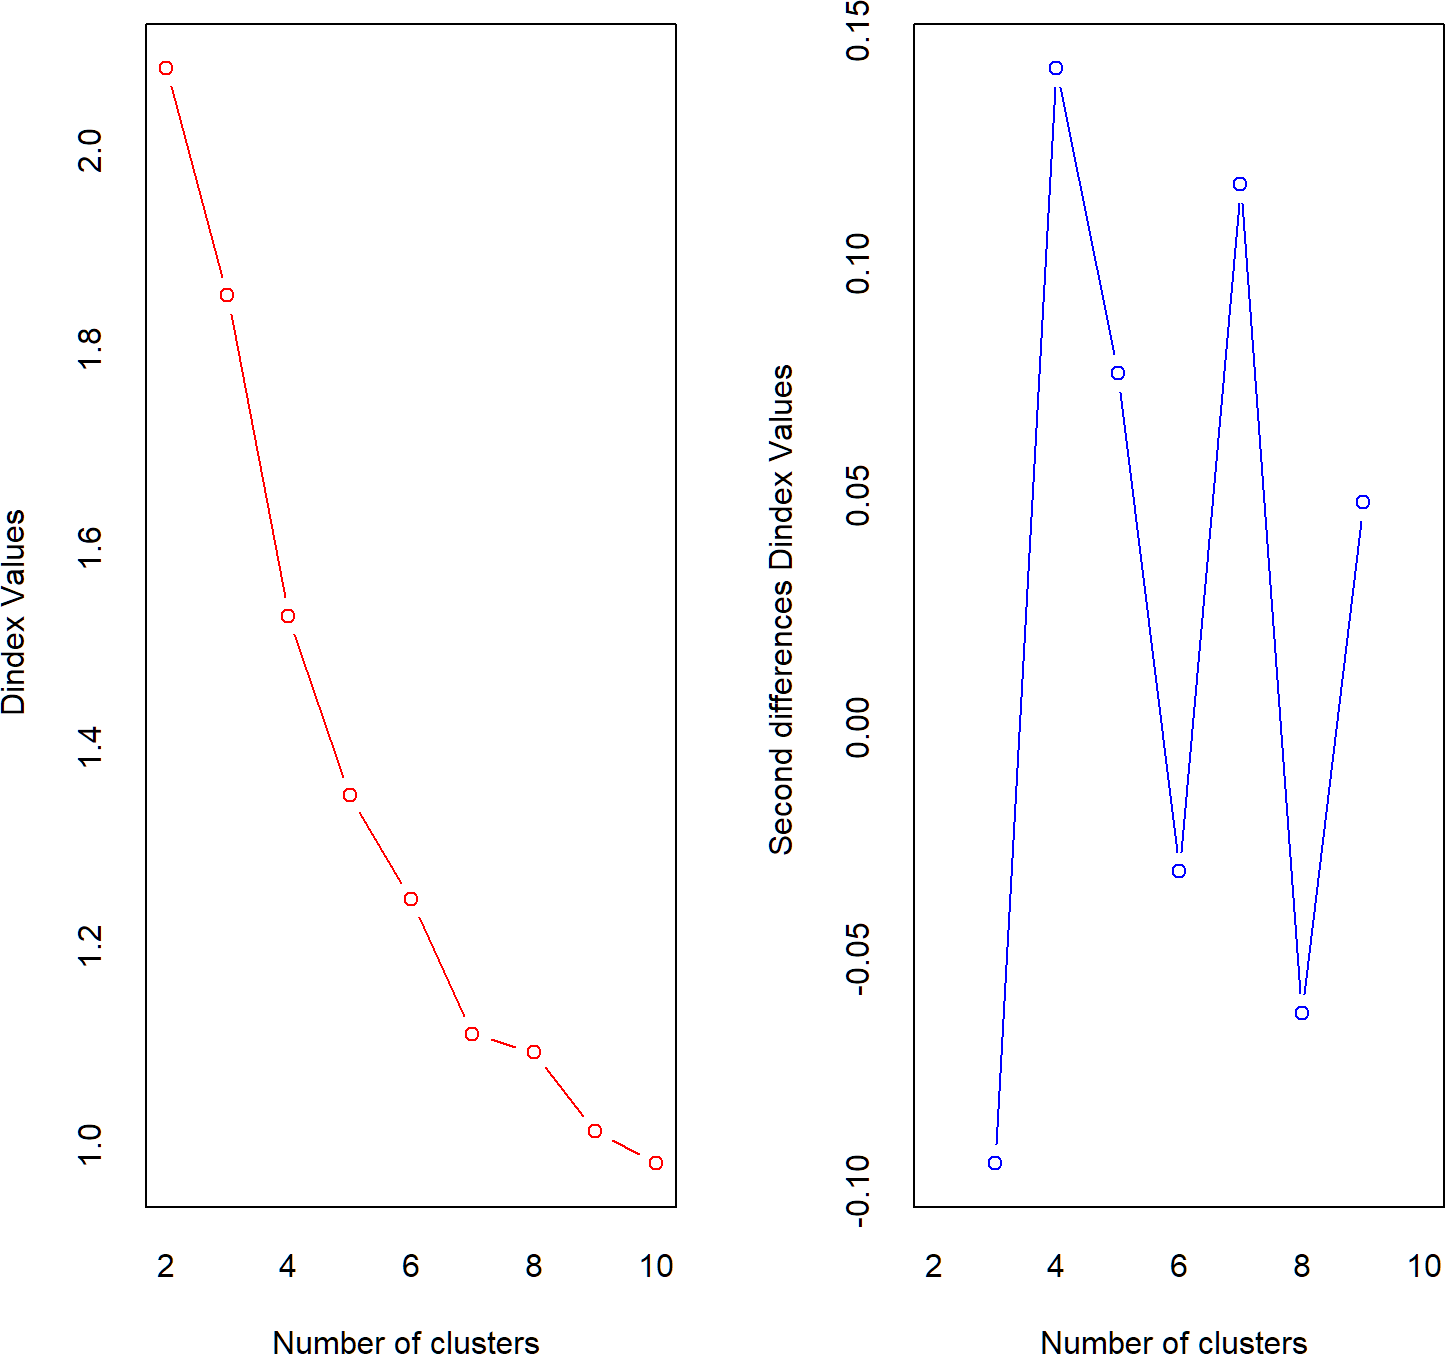 Dindex Values
2.0
1.8
1.6
1.4
1.2
1.0
2 4 6 8 10
Number of clusters
Second differences Dindex Values
0.15
0.10
0.05
0.00
-0.05
-0.10
2 4 6 8 10
Number of clusters